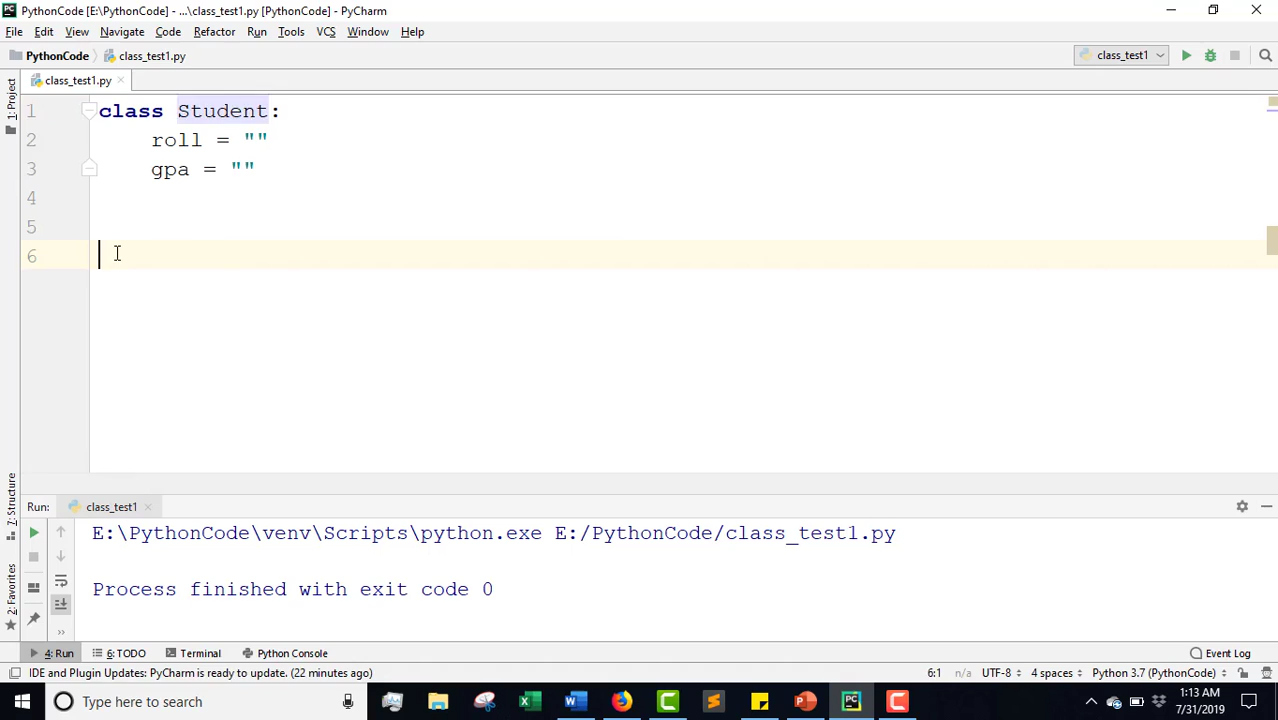 PythonCode [E:\PythonCode] - ...\class_test1.py [PythonCode] - PyCharm
File Edit View Navigate Code Refactor Run Tools VCS Window Help
PythonCode class_test1.py class_test1
1: Project
class_test1.py
1 class Student:
2 roll = ""
3 gpa = ""
4
5
6
7: Structure
2: Favorites
Run: class_test1
E:\PythonCode\venv\Scripts\python.exe E:/PythonCode/class_test1.py
Process finished with exit code 0
4: Run 6: TODO Terminal Python Console Event Log
IDE and Plugin Updates: PyCharm is ready to update. (22 minutes ago) 6:1 n/a UTF-8 4 spaces Python 3.7 (PythonCode)
Type here to search
1:13 AM
7/31/2019